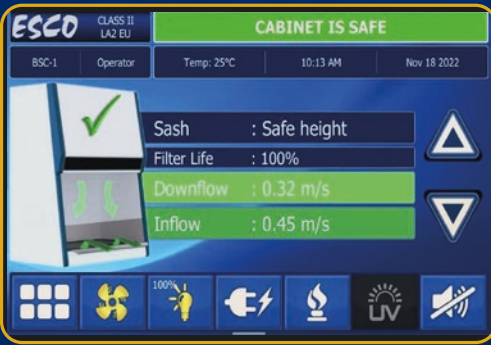 ESCO CLASS II LA2 EU CABINET IS SAFE
BSC-1 Operator Temp: 25°C 10:13 AM Nov 18 2022
Sash : Safe height
Filter Life : 100%
Downflow : 0.32 m/s
Inflow : 0.45 m/s
100%
UV